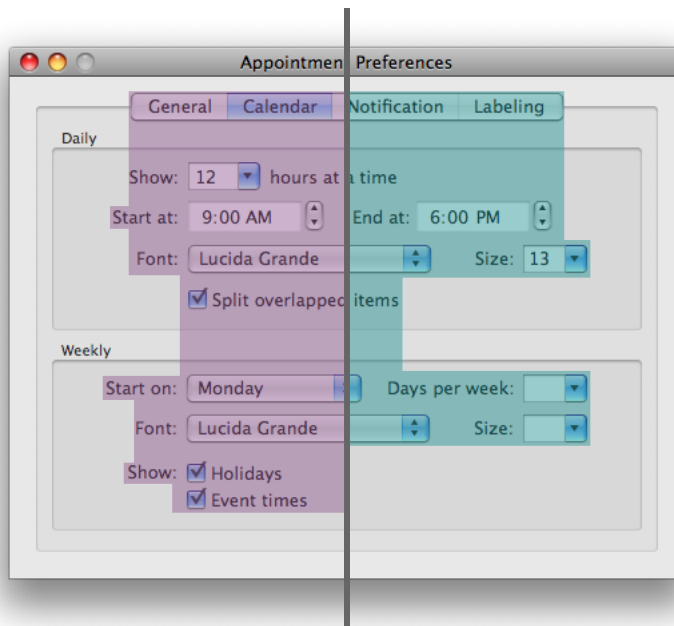 Appointmen Preferences
General Calendar Notification Labeling
Daily
Show: 12 hours at a time
Start at: 9:00 AM End at: 6:00 PM
Font: Lucida Grande Size: 13
Split overlapped items
Weekly
Start on: Monday Days per week:
Font: Lucida Grande Size:
Show: Holidays
Event times